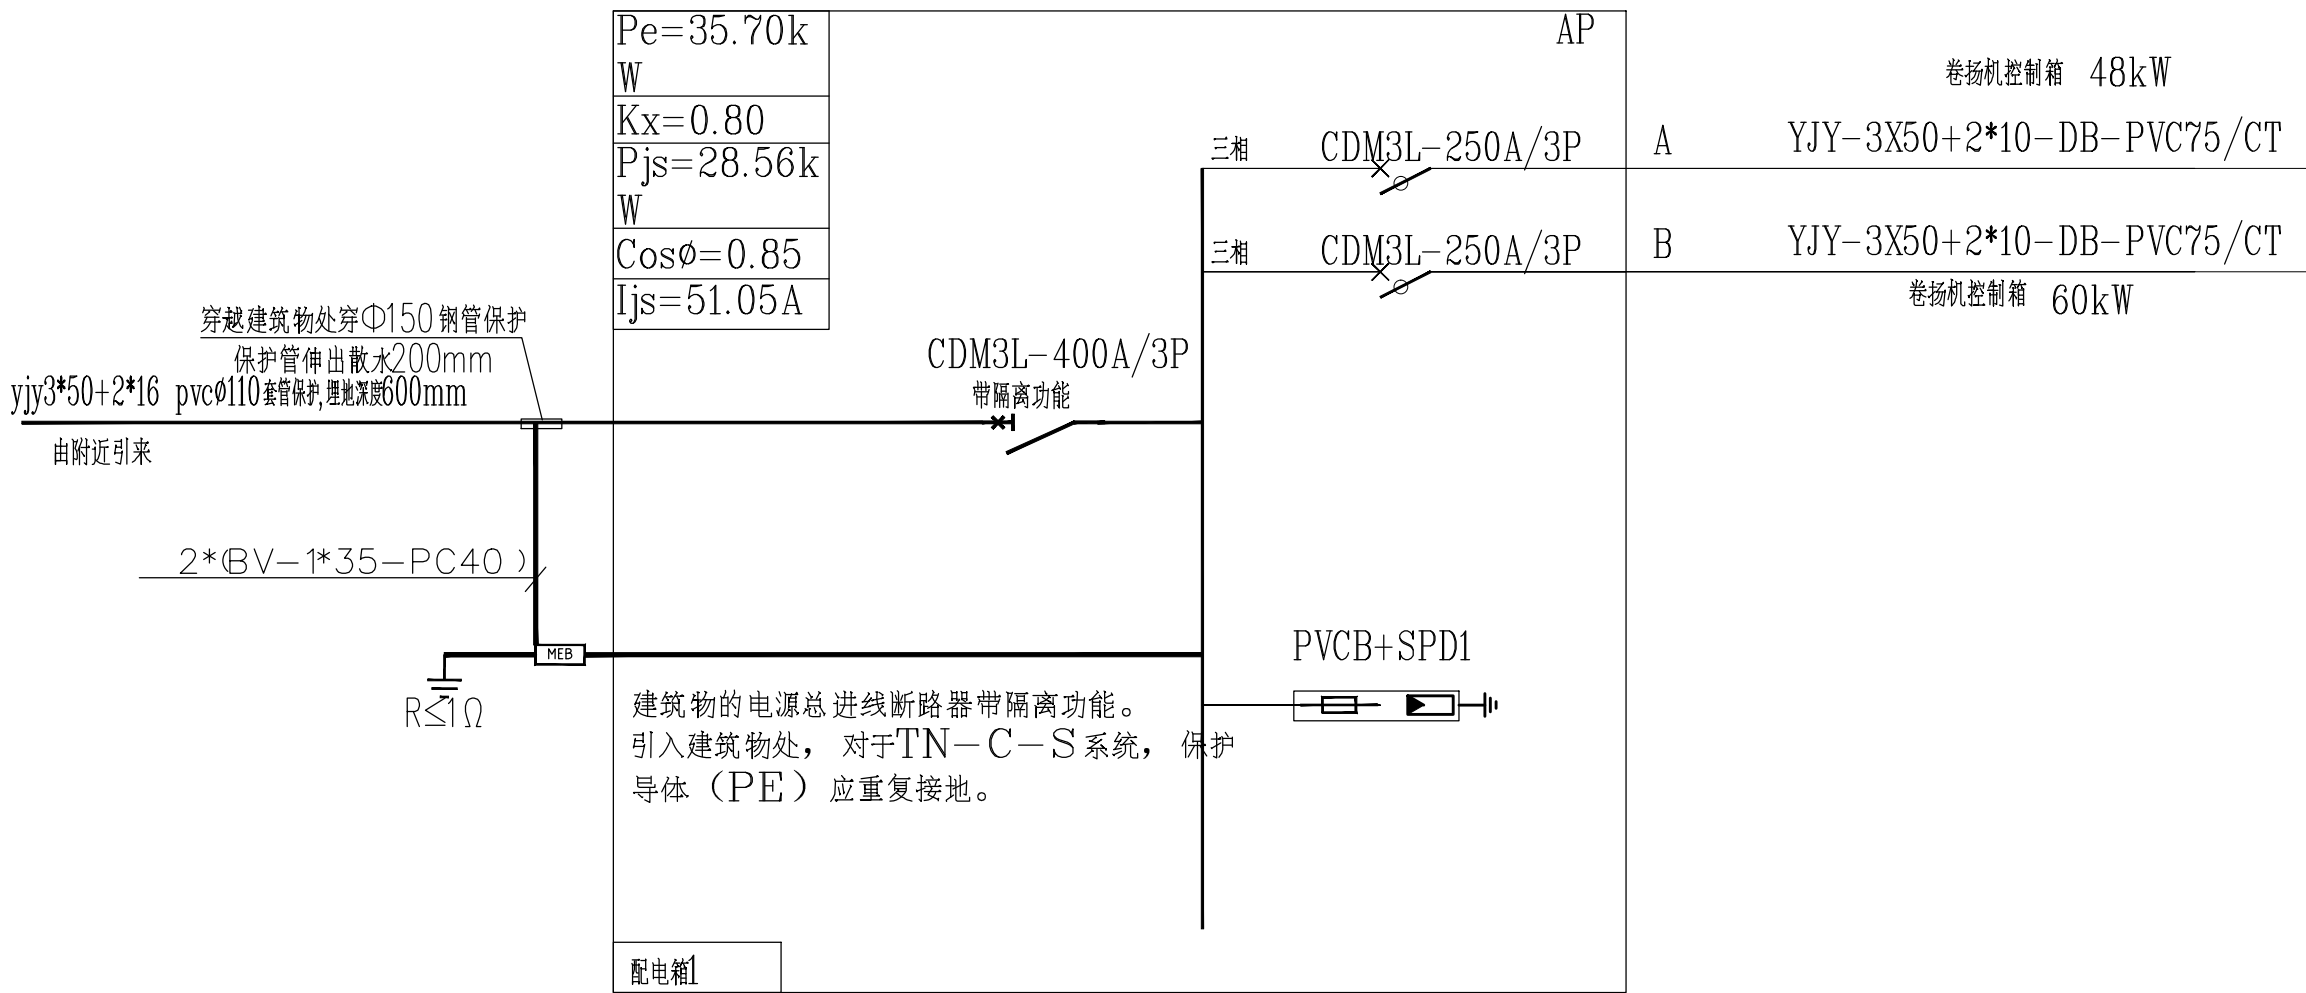 Pe=35.70k
W
Kx=0.80
Pjs=28.56k
W
Cosø=0.85
Ijs=51.05A
AP
卷扬机控制箱 48kW
三相 CDM3L-250A/3P A YJY-3X50+2*10-DB-PVC75/CT
三相 CDM3L-250A/3P B YJY-3X50+2*10-DB-PVC75/CT
卷扬机控制箱 60kW
穿越建筑物处穿Φ150钢管保护
保护管伸出散水200mm
yjy3*50+2*16 pvcø110套管保护,埋地深度600mm
由附近引来
CDM3L-400A/3P
带隔离功能
2*(BV-1*35-PC40)
MEB
R≤1Ω
PVCB+SPD1
建筑物的电源总进线断路器带隔离功能。
引入建筑物处，对于TN-C-S系统，保护
导体（PE）应重复接地。
配电箱1